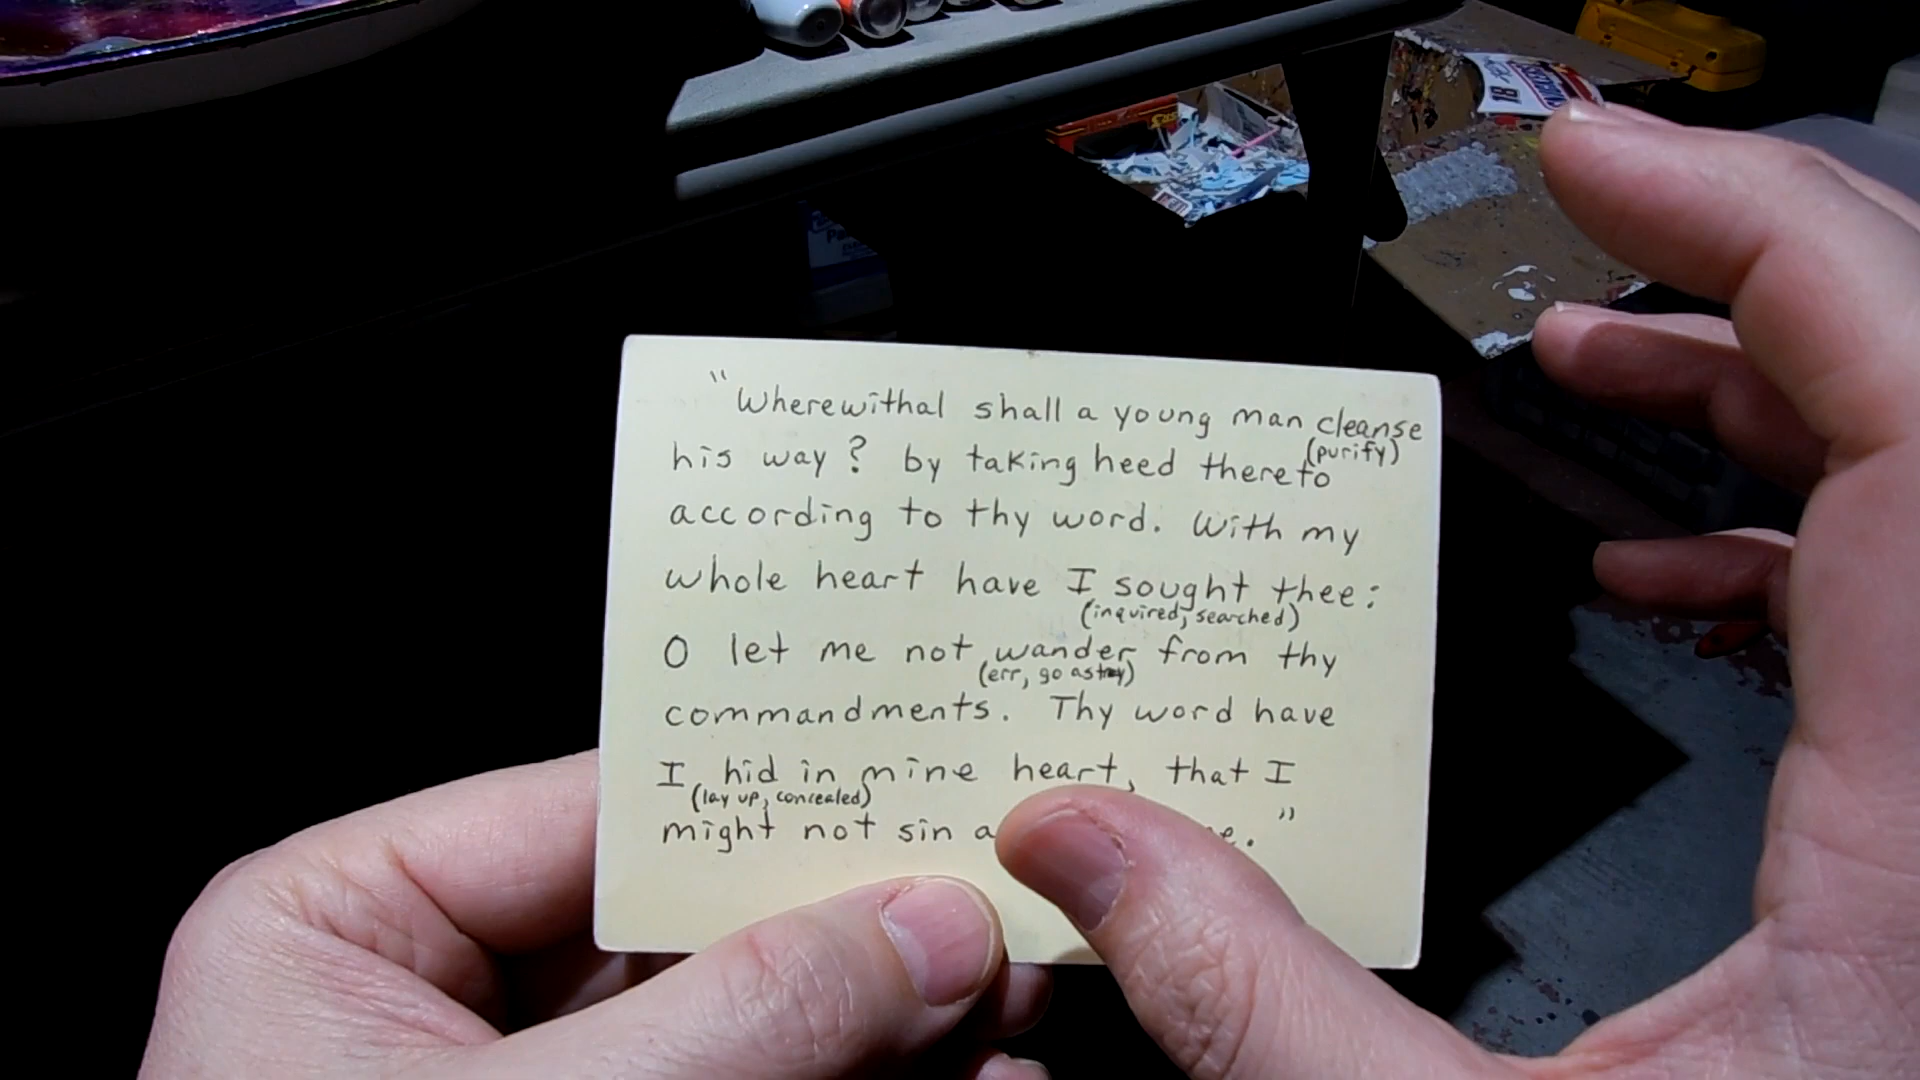 "Wherewithal shall a young man cleanse
(purify)
his way? by taking heed thereto
according to thy word. With my
whole heart have I sought thee:
(inquired, searched)
O let me not wander from thy
(err, go astray)
commandments. Thy word have
I hid in mine heart, that I
(lay up, concealed)
might not sin
18